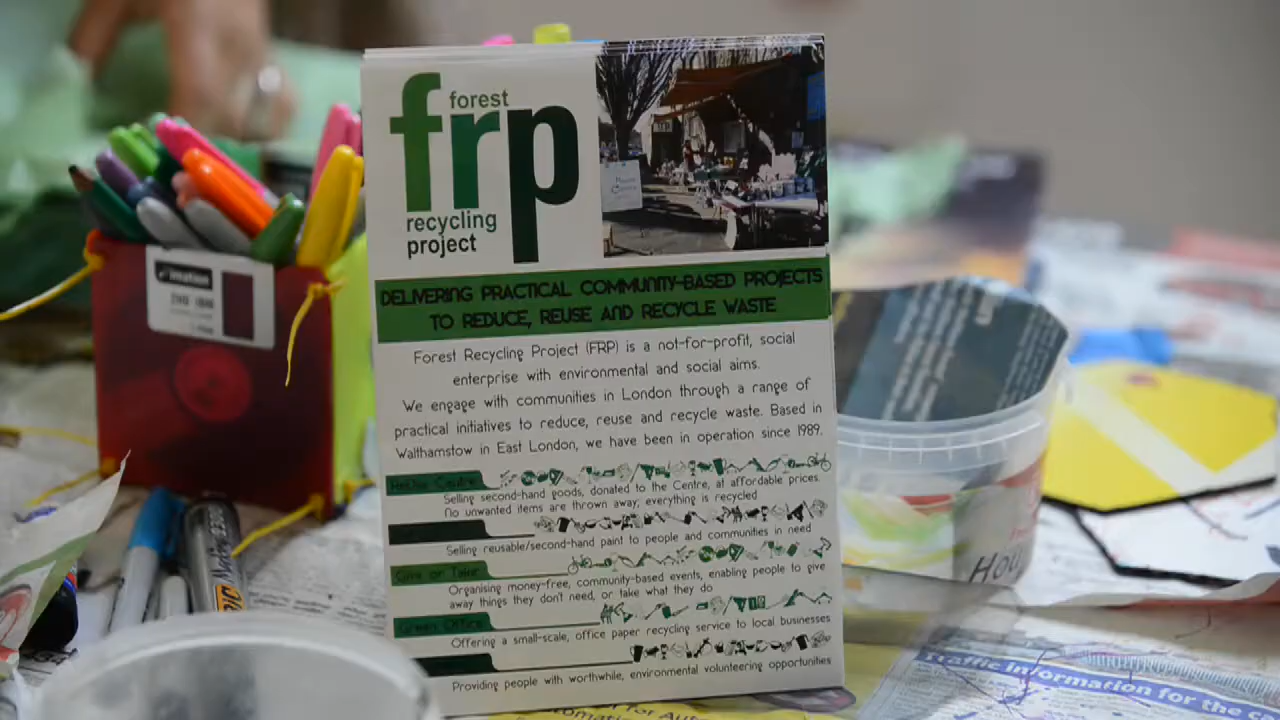 forest
frp
recycling
project
DELIVERING PRACTICAL COMMUNITY-BASED PROJECTS
TO REDUCE, REUSE AND RECYCLE WASTE
Forest Recycling Project (FRP) is a not-for-profit, social
enterprise with environmental and social aims.
We engage with communities in London through a range of
practical initiatives to reduce, reuse and recycle waste. Based in
Walthamstow in East London, we have been in operation since 1989.
Selling second-hand goods, donated to the Centre, at affordable prices.
No unwanted items are thrown away; everything is recycled
Selling reusable/second-hand paint to people and communities in need
Give or Take
Organising money-free, community-based events, enabling people to give
away things they don't need, or take what they do
Green Office
Offering a small-scale, office paper recycling service to local businesses
Providing people with worthwhile, environmental volunteering opportunities
imation
Hou
Traffic information for the